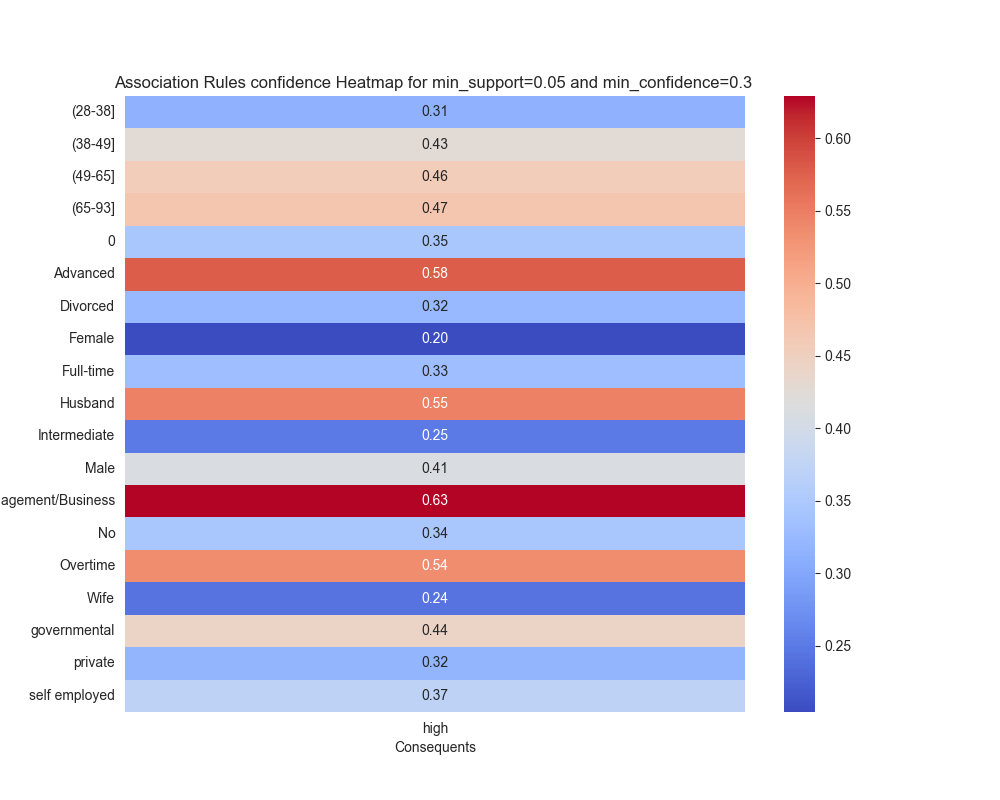 Association Rules confidence Heatmap for min_support=0.05 and min_confidence=0.3
(28-38] 0.31
(38-49] 0.43
(49-65] 0.46
(65-93] 0.47
0 0.35
Advanced 0.58
Divorced 0.32
Female 0.20
Full-time 0.33
Husband 0.55
Intermediate 0.25
Male 0.41
agement/Business 0.63
No 0.34
Overtime 0.54
Wife 0.24
governmental 0.44
private 0.32
self employed 0.37
high
Consequents
0.60
0.55
0.50
0.45
0.40
0.35
0.30
0.25